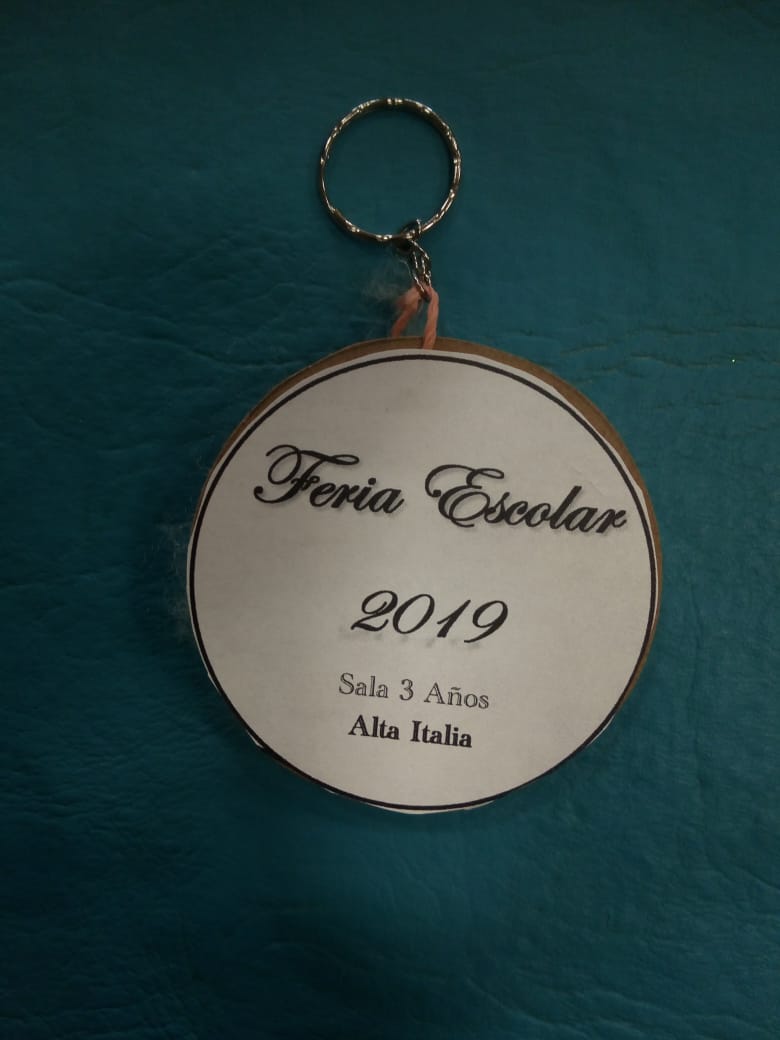 Feria Escolar
2019
Sala 3 Años
Alta Italia